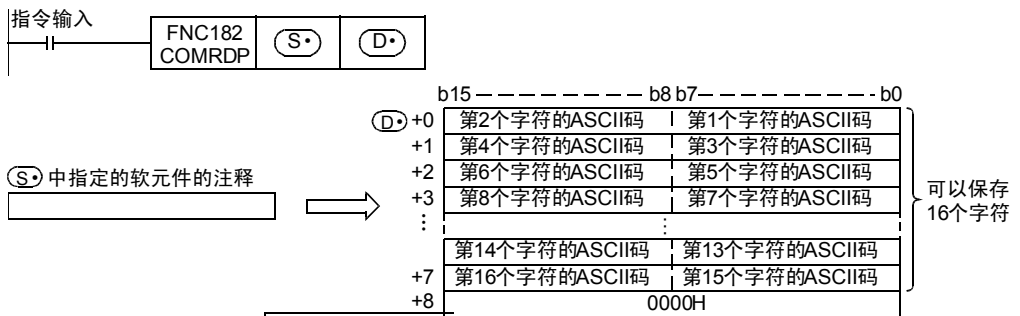 指令输入
FNC182
COMRDP
S·
D·
b15 — — — — — — — b8 b7 — — — — — — — b0
D· +0 第2个字符的ASCII码 第1个字符的ASCII码
+1 第4个字符的ASCII码 第3个字符的ASCII码
+2 第6个字符的ASCII码 第5个字符的ASCII码
S· 中指定的软元件的注释
+3 第8个字符的ASCII码 第7个字符的ASCII码
可以保存
16个字符
⋮ ⋮
第14个字符的ASCII码 第13个字符的ASCII码
+7 第16个字符的ASCII码 第15个字符的ASCII码
+8 0000H